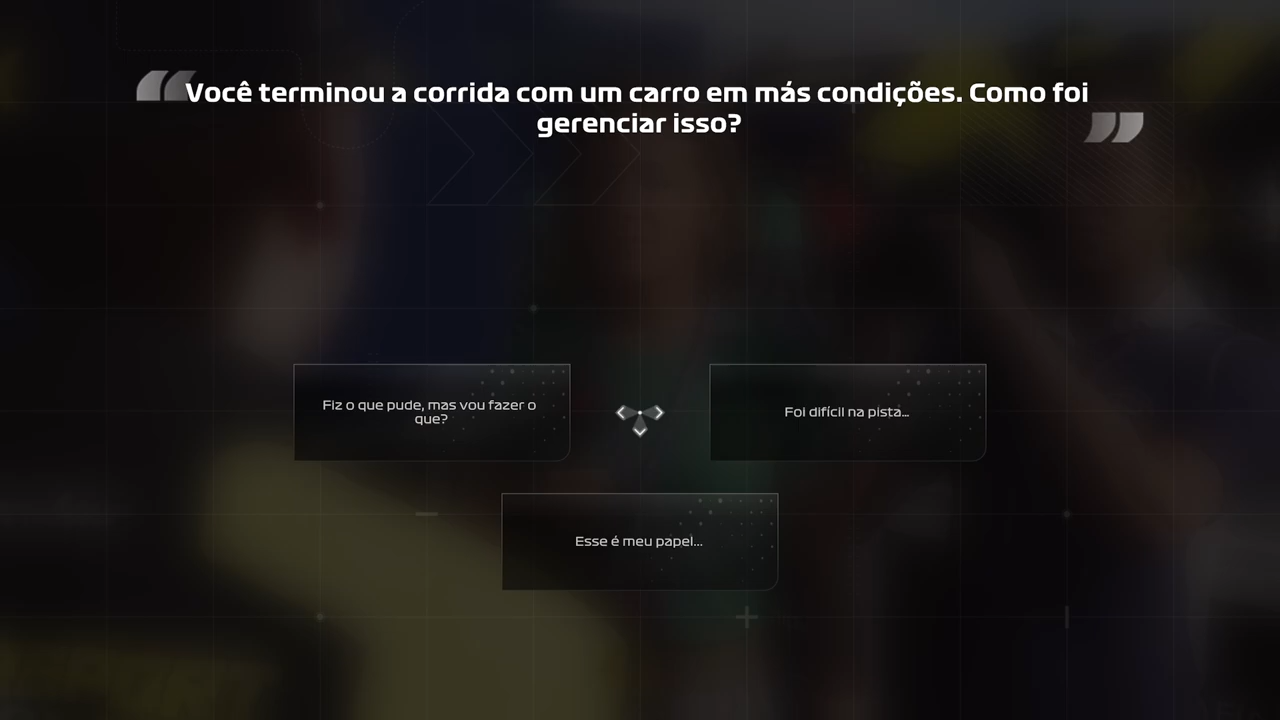 Você terminou a corrida com um carro em más condições. Como foi
gerenciar isso?
Fiz o que pude, mas vou fazer o
que?
Foi difícil na pista...
Esse é meu papel...